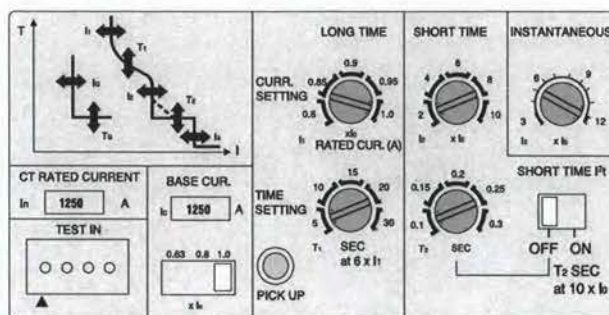 T
I₁
T₁
I₂
T₂
I₃
I
LONG TIME
SHORT TIME
INSTANTANEOUS
CURR. SETTING
0.8
0.85
0.9
0.95
1.0
I₁
xI₀
RATED CUR. (A)
2
4
6
8
10
I₂
x I₀
3
6
9
12
x I₀
CT RATED CURRENT
In 1250 A
BASE CUR.
1250 A
0.63 0.8 1.0
TEST IN
TIME SETTING
5
10
15
20
30
T₁
SEC
at 6 x I₁
PICK UP
0.1
0.15
0.2
0.25
0.3
T₂
SEC
SHORT TIME I²t
OFF ON
T₂ SEC
at 10 x I₀